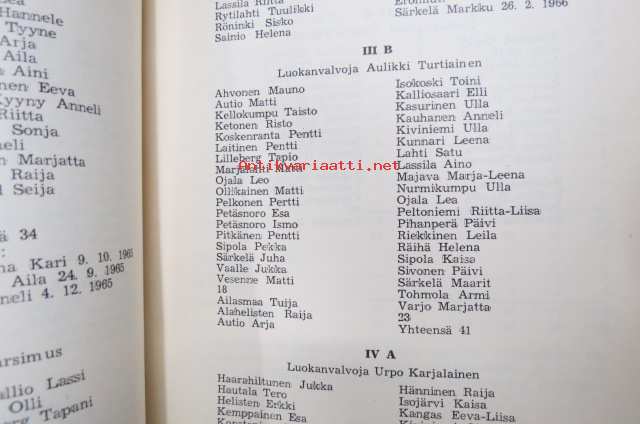 Hannele
Tyyne
Arja
Aila
Aini
Eeva
Kyyny Anneli
Riitta
Sonja
Marjatta
Raija
Seija
34
Kari 9. 10. 1965
Aila 24. 9. 1965
4. 12. 1965
Lassi
Olli
Tapani
Lassila Riitta
Rytilahti Tuulikki
Röninki Sisko
Sainio Helena
Särkelä Markku 26. 2. 1966
III B
Luokanvalvoja Aulikki Turtiainen
Ahvonen Mauno
Autio Matti
Kellokumpu Taisto
Ketonen Risto
Koskenranta Pentti
Laitinen Pentti
Lilleberg Tapio
Ojala Leo
Ollikainen Matti
Pelkonen Pertti
Petäsnoro Esa
Petäsnoro Ismo
Pitkänen Pentti
Sipola Pekka
Särkelä Juha
Vaalle Jukka
Vesenne Matti
18
Ailasmaa Tuija
Alahelisten Raija
Autio Arja
Isokoski Toini
Kalliosaari Elli
Kasurinen Ulla
Kauhanen Anneli
Kiviniemi Ulla
Kunnari Leena
Lahti Satu
Lassila Aino
Majava Marja-Leena
Nurmikumpu Ulla
Ojala Lea
Peltoniemi Riitta-Liisa
Pihanperä Päivi
Riekkinen Leila
Räihä Helena
Sipola Kaisa
Sivonen Päivi
Särkelä Maarit
Tohmola Armi
Varjo Marjatta
23
Yhteensä 41
Antikvariaatti.net
IV A
Luokanvalvoja Urpo Karjalainen
Haarahiltunen Jukka
Hautala Tero
Helisten Erkki
Kemppainen Esa
Hänninen Raija
Isojärvi Kaisa
Kangas Eeva-Liisa